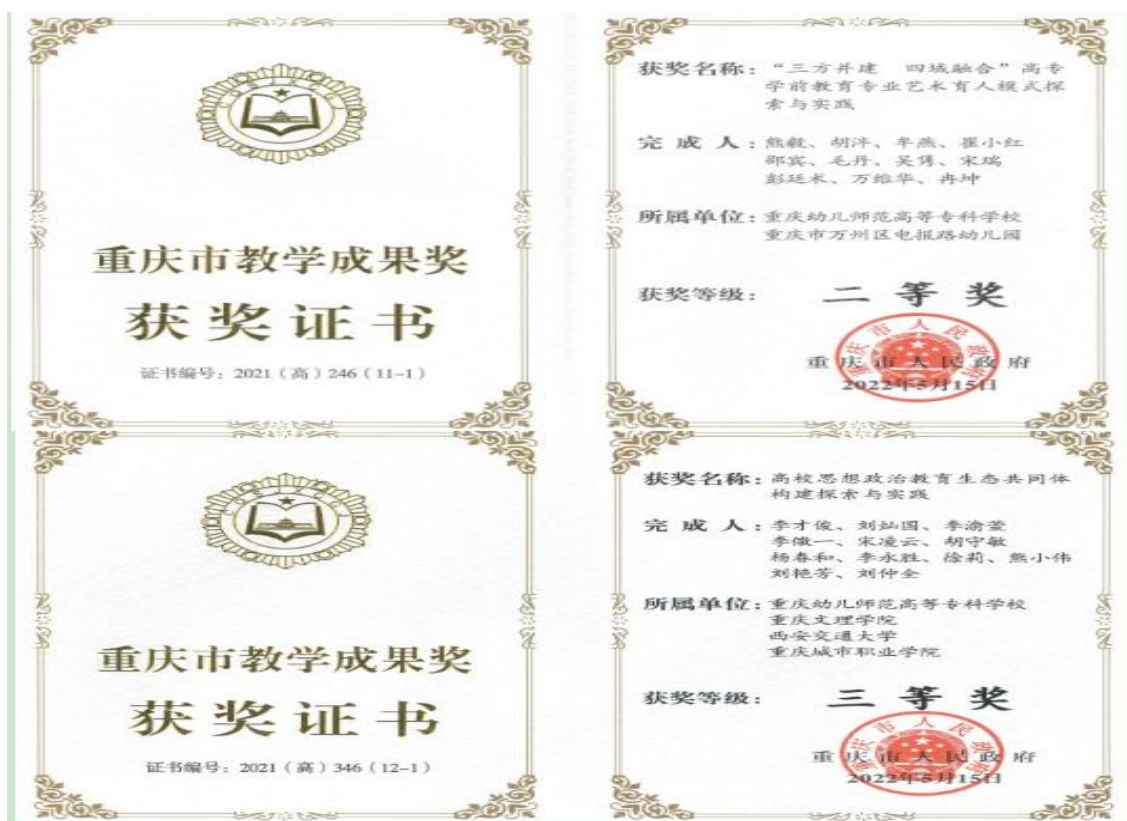 重庆市教学成果奖
获奖证书
证书编号：2021（高）246（11-1）
获奖名称：“三方并建 四域融合”高专
学前教育专业艺术育人模式探
索与实践
完成人：熊毅、胡泮、牟燕、崔小红
邵宾、毛丹、吴隽、宋瑞
彭廷术、万维华、冉坤
所属单位：重庆幼儿师范高等专科学校
重庆市万州区电报路幼儿园
获奖等级：二等奖
重庆市人民政府
2022年5月15日
重庆市教学成果奖
获奖证书
证书编号：2021（高）346（12-1）
获奖名称：高校思想政治教育生态共同体
构建探索与实践
完成人：李才俊、刘灿国、李渝萱
李儆一、宋凌云、胡守敏
杨春和、李永胜、徐莉、熊小伟
刘艳芳、刘仲全
所属单位：重庆幼儿师范高等专科学校
重庆文理学院
西安交通大学
重庆城市职业学院
获奖等级：三等奖
重庆市人民政府
2022年5月15日